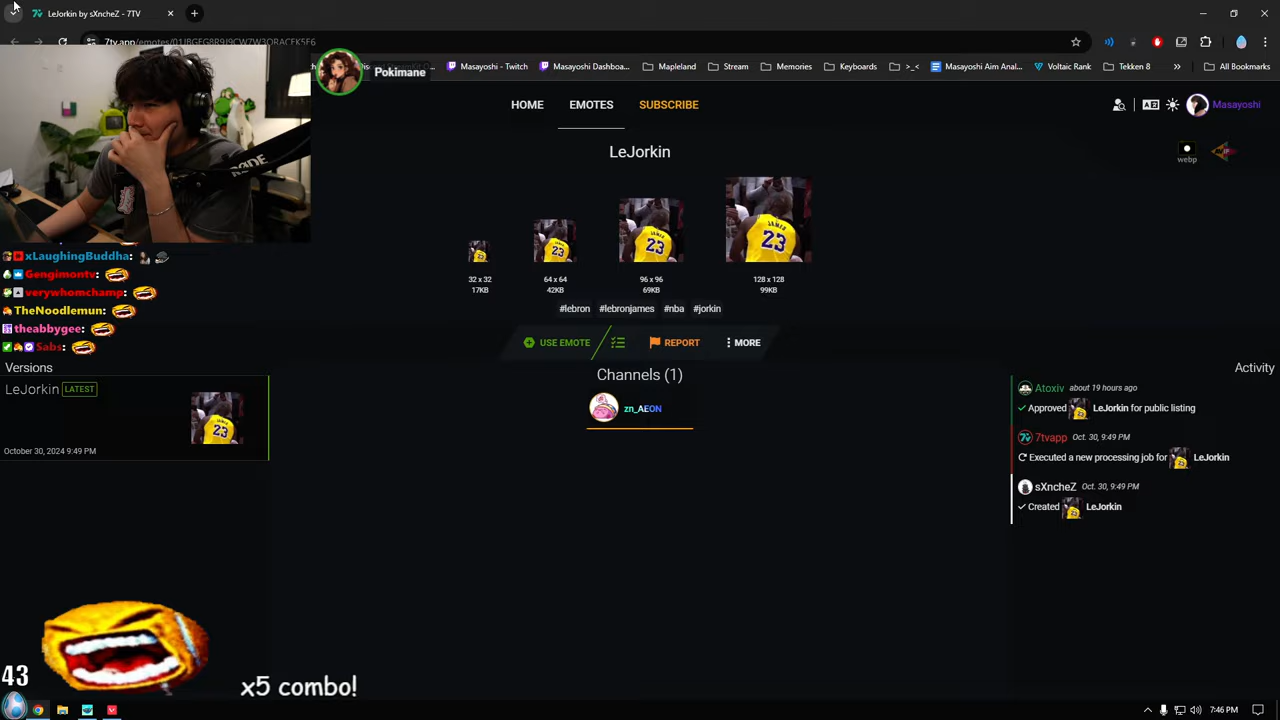 LeJorkin by sXncheZ - 7TV
Pokimane
Masayoshi - Twitch
Masayoshi Dashboa...
Mapleland
Stream
Memories
Keyboards
>_<
Masayoshi Aim Anal...
Voltaic Rank
Tekken 8
»
All Bookmarks
HOME
EMOTES
SUBSCRIBE
Masayoshi
LeJorkin
webp
JAMES
23
32 x 32
17KB
64 x 64
42KB
96 x 96
69KB
128 x 128
99KB
#lebron
#lebronjames
#nba
#jorkin
USE EMOTE
REPORT
MORE
RØDE
xLaughingBuddha:
Gengimontv:
verywhomchamp:
TheNoodlemun:
theabbygee:
Sabs:
Versions
LeJorkin LATEST
October 30, 2024 9:49 PM
Channels (1)
zn_AEON
Activity
Atoxiv about 19 hours ago
Approved LeJorkin for public listing
7tvapp Oct. 30, 9:49 PM
Executed a new processing job for LeJorkin
sXncheZ Oct. 30, 9:49 PM
Created LeJorkin
43
x5 combo!
7:46 PM